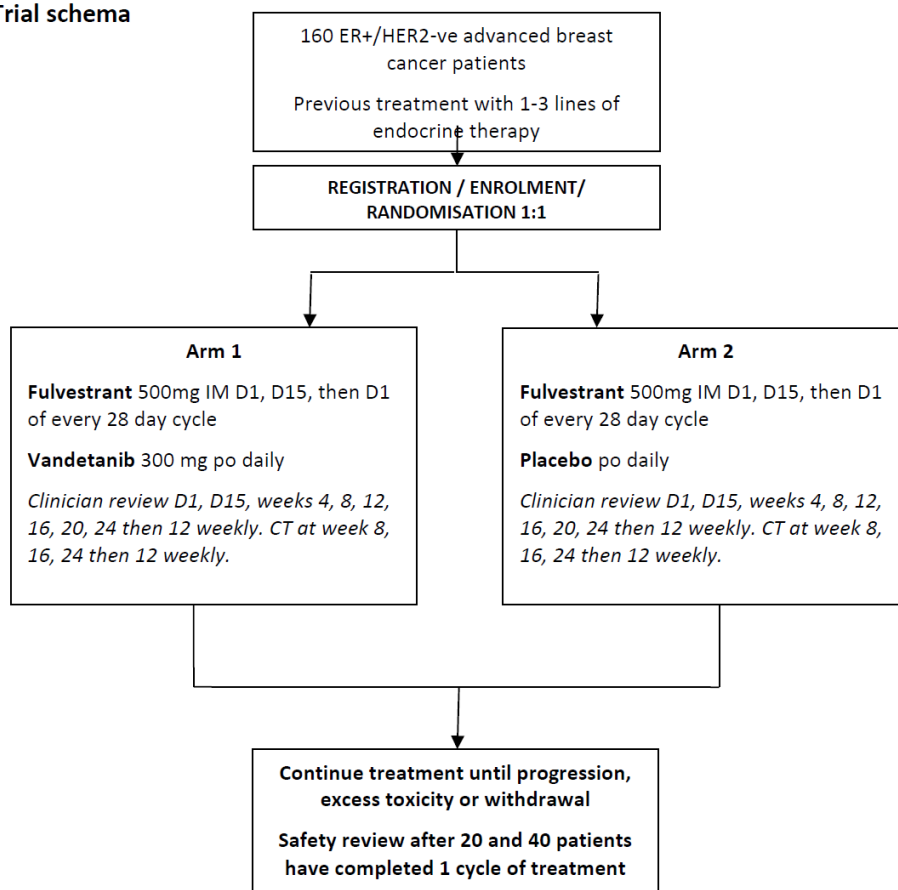 Trial schema
160 ER+/HER2-ve advanced breast
cancer patients
Previous treatment with 1-3 lines of
endocrine therapy
REGISTRATION / ENROLMENT/
RANDOMISATION 1:1
Arm 1
Fulvestrant 500mg IM D1, D15, then D1
of every 28 day cycle
Vandetanib 300 mg po daily
Clinician review D1, D15, weeks 4, 8, 12,
16, 20, 24 then 12 weekly. CT at week 8,
16, 24 then 12 weekly.
Arm 2
Fulvestrant 500mg IM D1, D15, then D1
of every 28 day cycle
Placebo po daily
Clinician review D1, D15, weeks 4, 8, 12,
16, 20, 24 then 12 weekly. CT at week 8,
16, 24 then 12 weekly.
Continue treatment until progression,
excess toxicity or withdrawal
Safety review after 20 and 40 patients
have completed 1 cycle of treatment